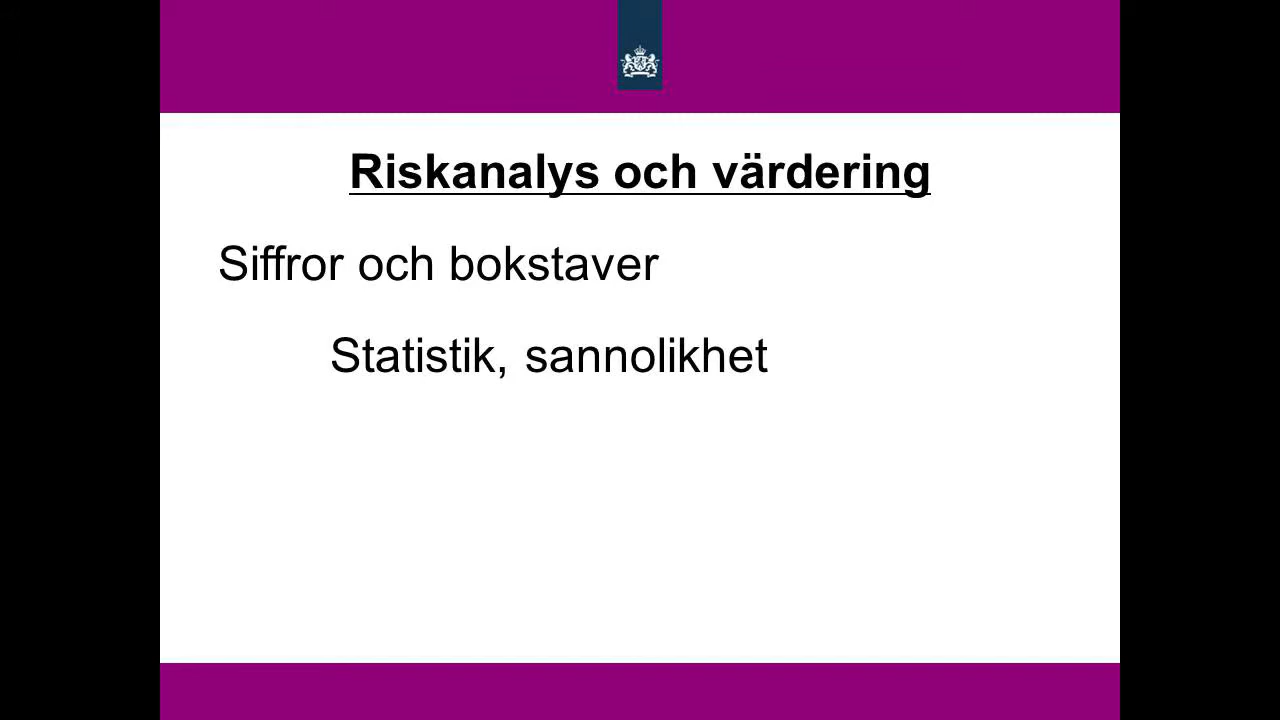 Riskanalys och värdering
Siffror och bokstaver
Statistik, sannolikhet